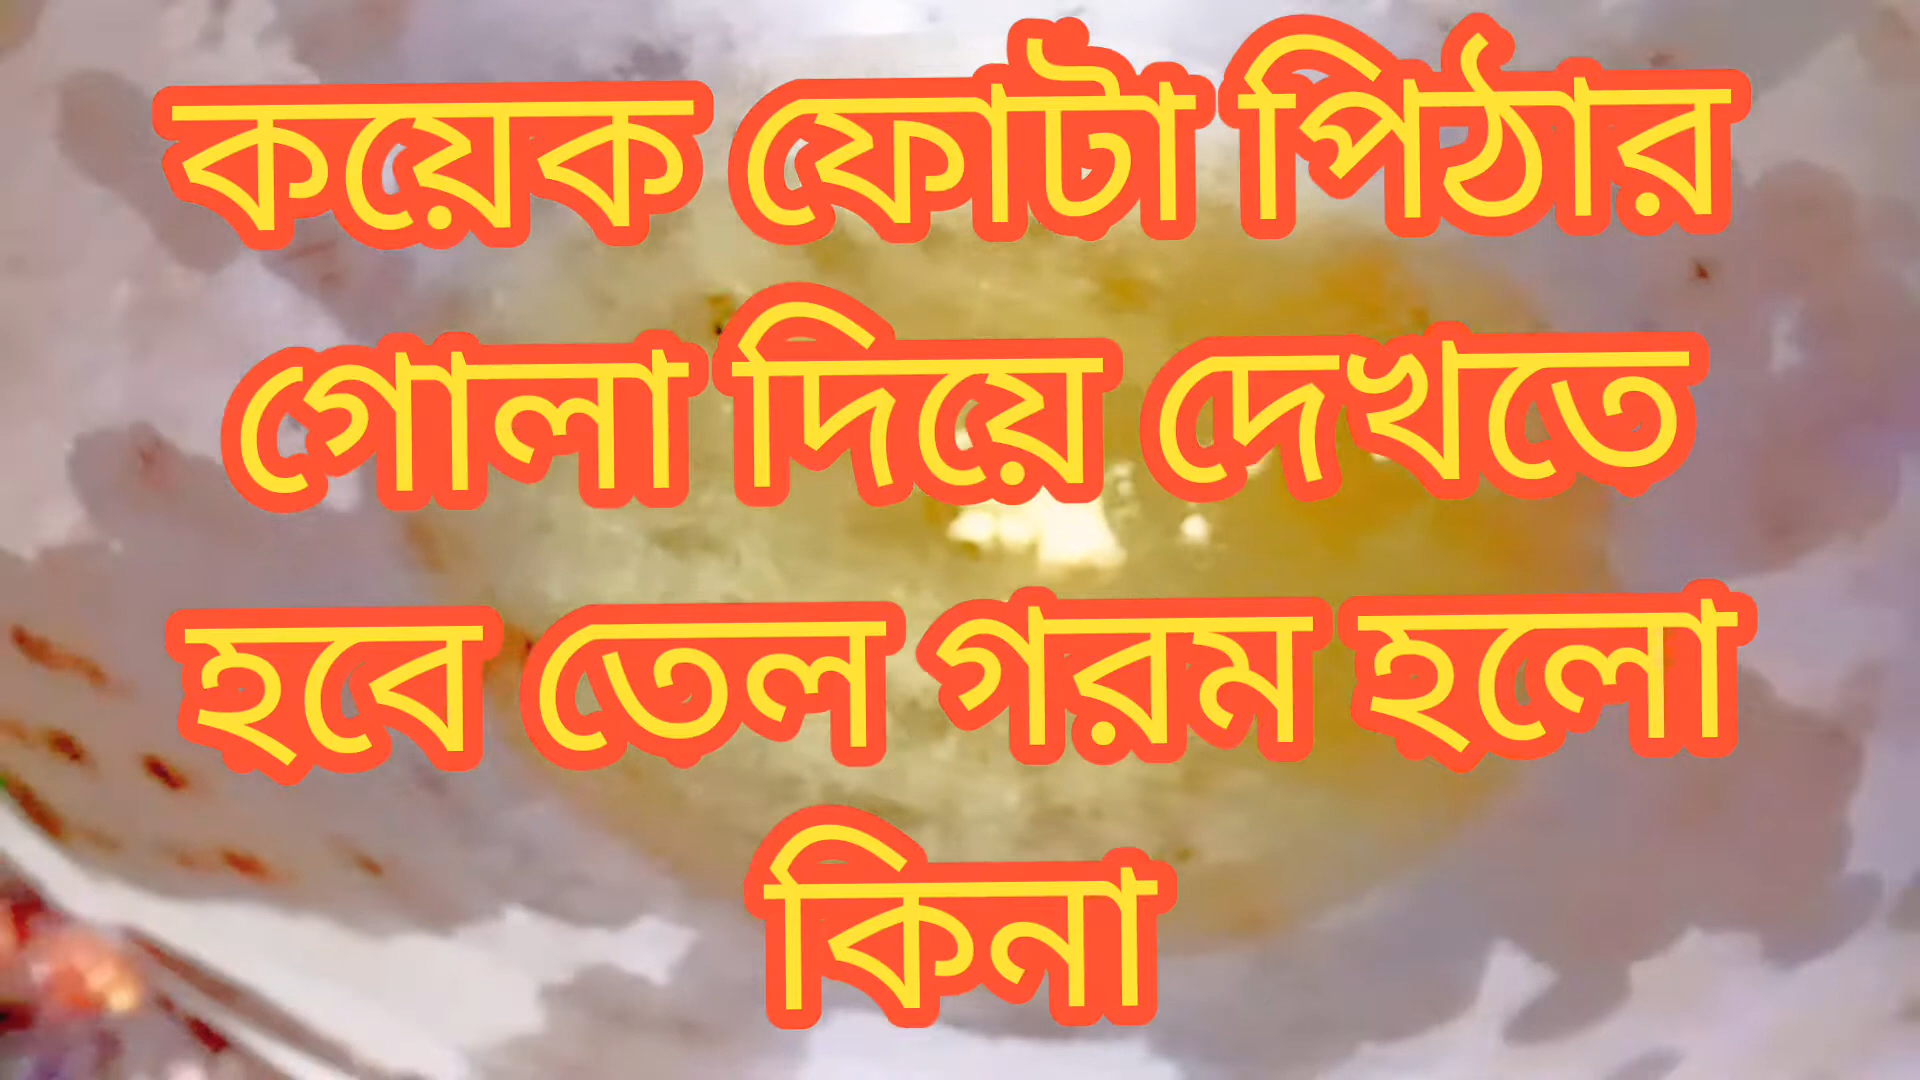 কয়েক ফোটা পিঠার
গোলা দিয়ে দেখতে
হবে তেল গরম হলো
কিনা